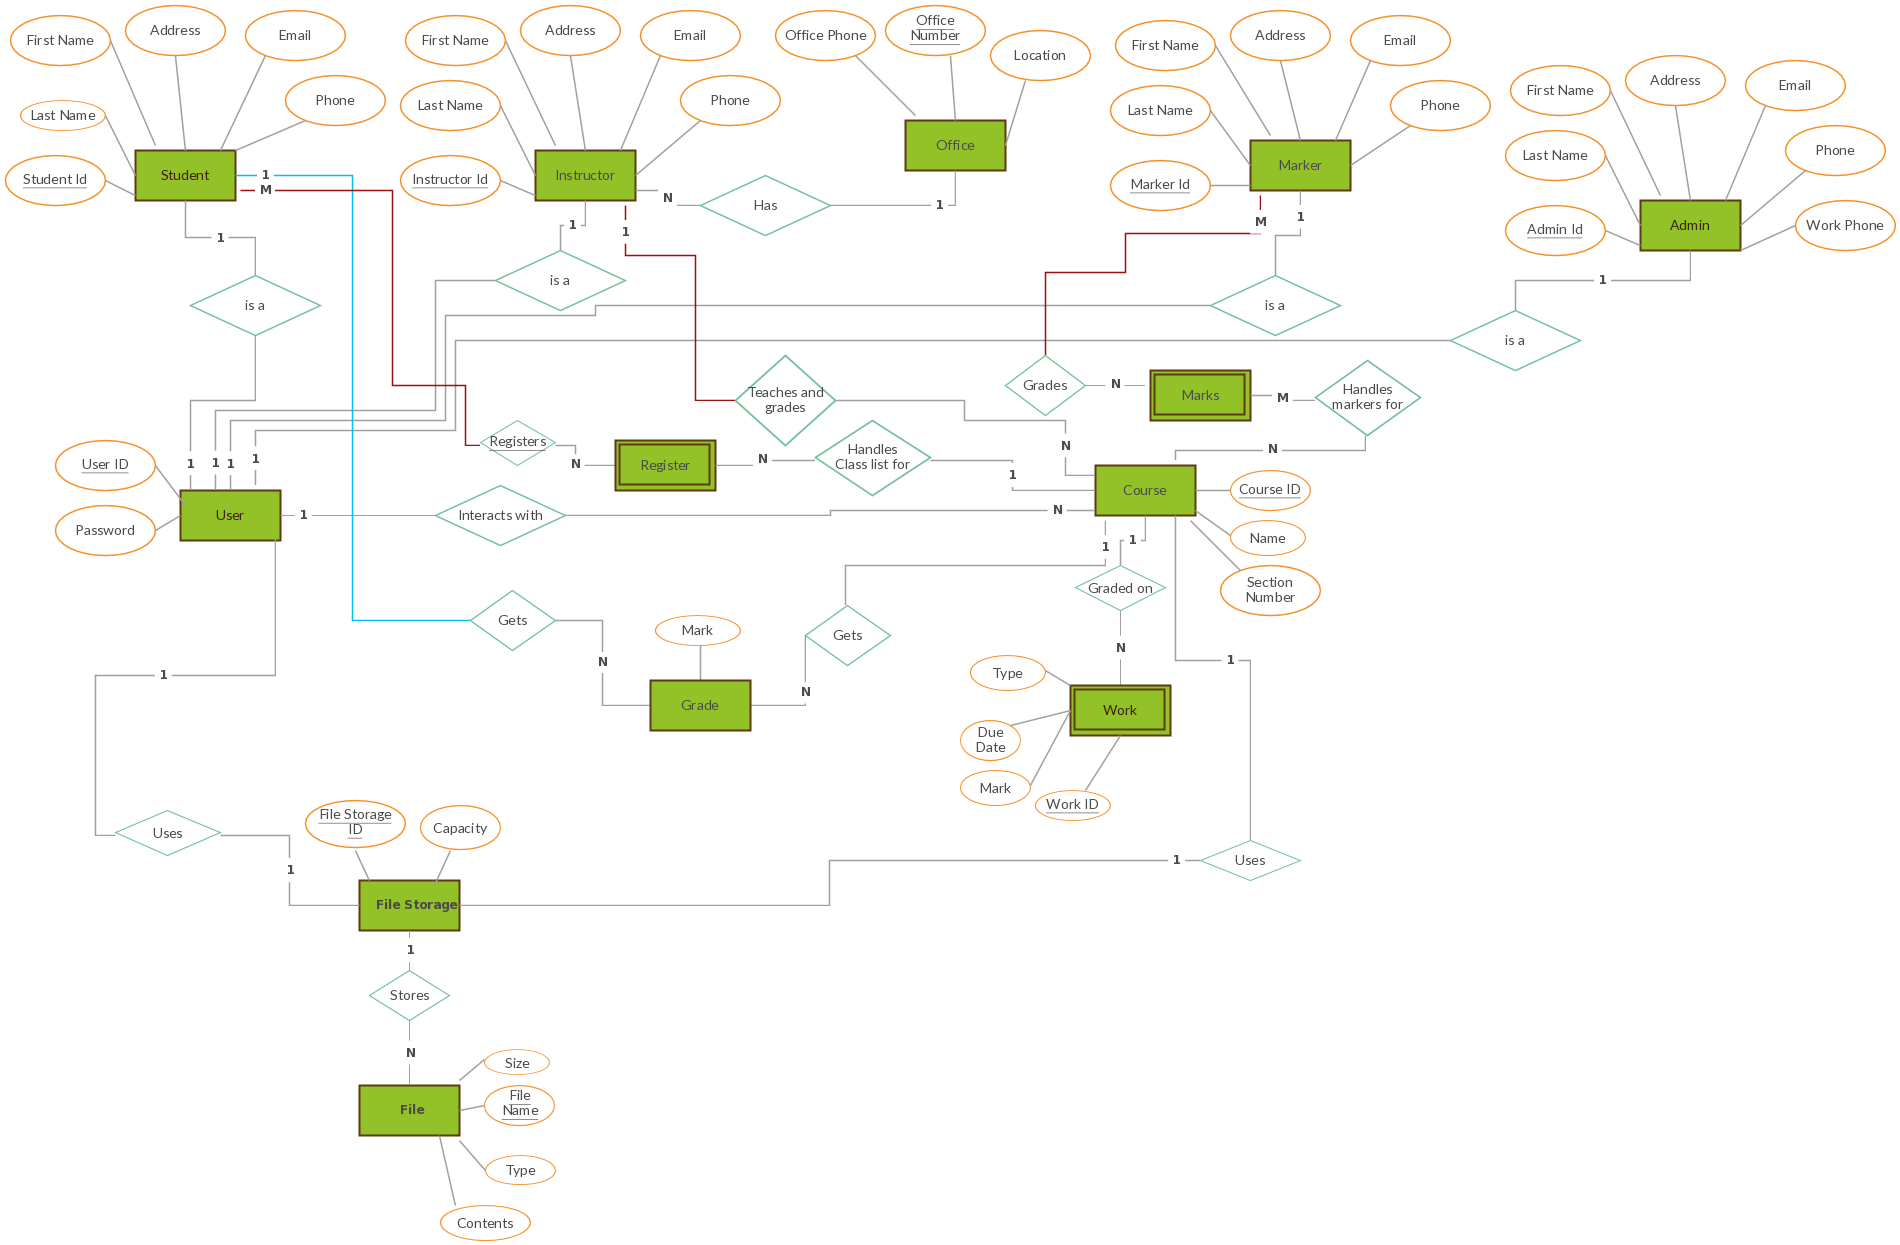 First Name
Address
Email
Phone
Last Name
Student Id
Student
1
M
1
is a
First Name
Address
Email
Phone
Last Name
Instructor Id
Instructor
N
Has
1
1
1
is a
Office Phone
Office
Number
Location
Office
First Name
Address
Email
Phone
Last Name
Marker Id
Marker
M
1
is a
First Name
Address
Email
Phone
Last Name
Work Phone
Admin Id
Admin
1
is a
Teaches and
grades
Grades
N
Marks
M
Handles
markers for
N
N
Registers
N
Register
N
Handles
Class list for
1
User ID
Password
1
1
1
1
User
1
Interacts with
N
Course
Course ID
Name
Section
Number
1
1
Graded on
N
1
Gets
N
Mark
Grade
N
Gets
Type
Due
Date
Mark
Work ID
Work
1
Uses
1
File Storage
ID
Capacity
File Storage
1
Uses
1
Stores
N
File
Size
File
Name
Type
Contents